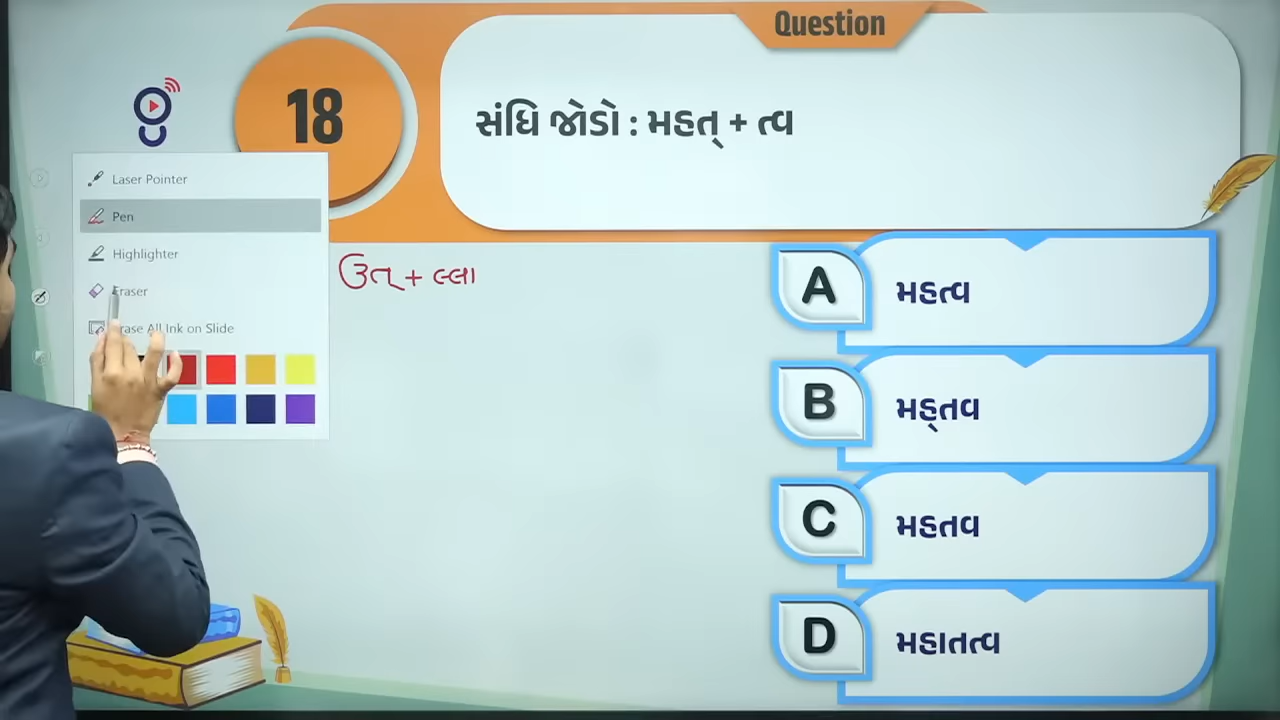 Question
18
સંધિ જોડો : મહત્ + ત્વ
Laser Pointer
Pen
Highlighter
Eraser
Erase All Ink on Slide
ઉત્ + લ્લા
A
મહત્વ
B
મહ્તવ
C
મહતવ
D
મહાતત્વ